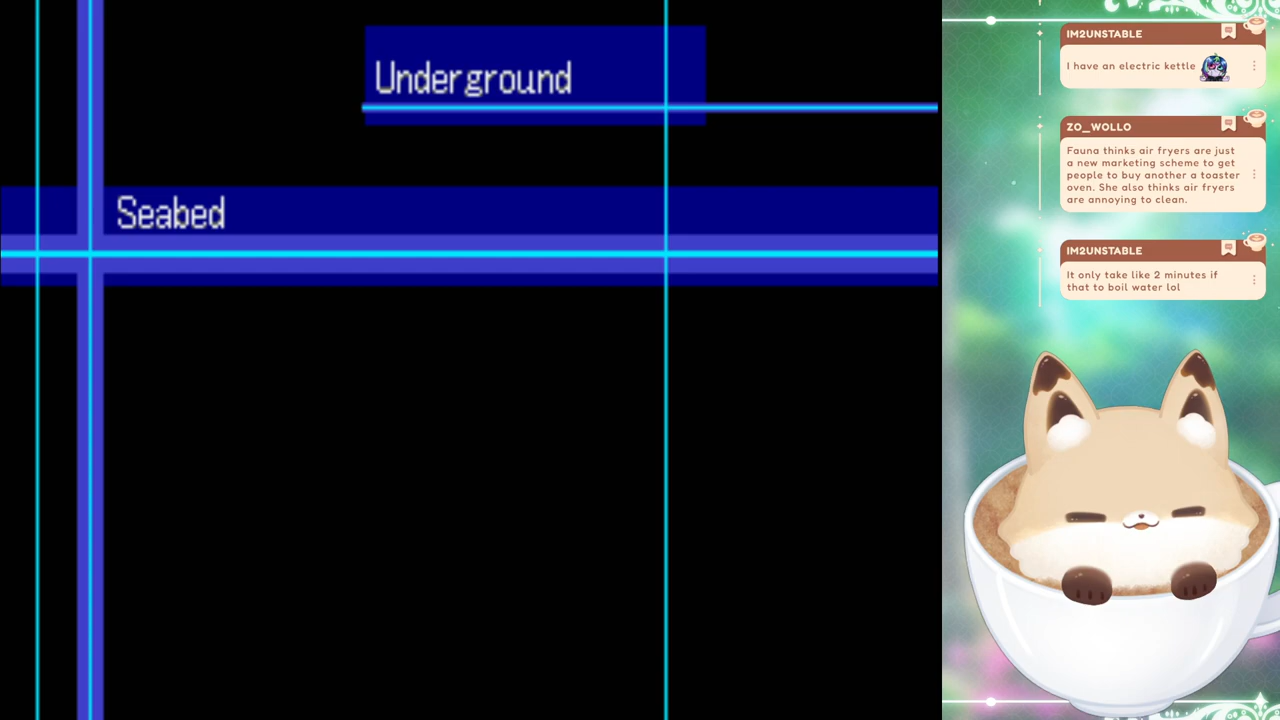 Underground
Seabed
IM2UNSTABLE
I have an electric kettle
ZO_WOLLO
Fauna thinks air fryers are just
a new marketing scheme to get
people to buy another a toaster
oven. She also thinks air fryers
are annoying to clean.
IM2UNSTABLE
It only take like 2 minutes if
that to boil water lol